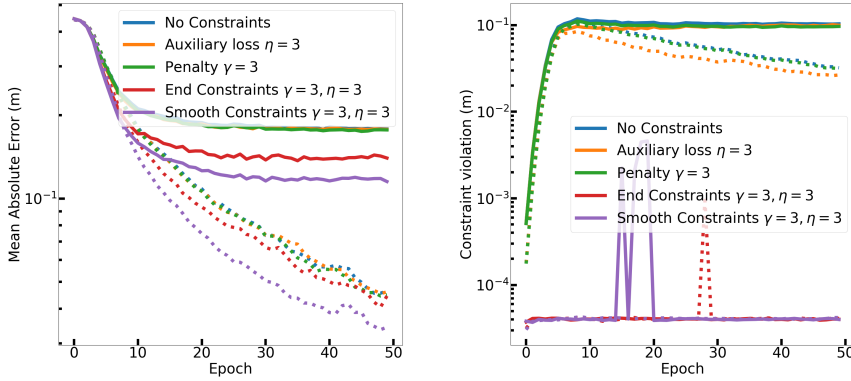 No Constraints
Auxiliary loss η = 3
Penalty γ = 3
End Constraints γ = 3, η = 3
Smooth Constraints γ = 3, η = 3
Mean Absolute Error (m)
10⁻¹
0 10 20 30 40 50
Epoch
No Constraints
Auxiliary loss η = 3
Penalty γ = 3
End Constraints γ = 3, η = 3
Smooth Constraints γ = 3, η = 3
Constraint violation (m)
10⁻¹
10⁻²
10⁻³
10⁻⁴
0 10 20 30 40 50
Epoch